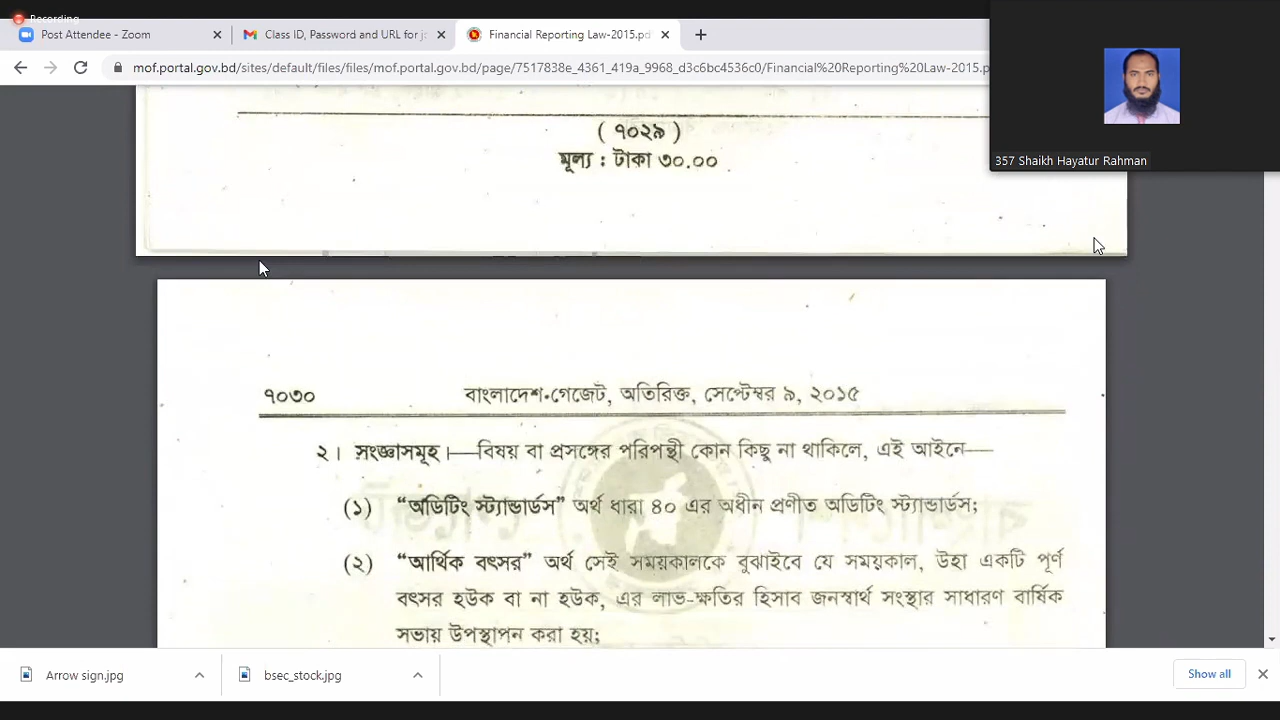 Recording
Post Attendee - Zoom
Class ID, Password and URL for jo
Financial Reporting Law-2015.pdf
mof.portal.gov.bd/sites/default/files/files/mof.portal.gov.bd/page/7517838e_4361_419a_9968_d3c6bc4536c0/Financial%20Reporting%20Law-2015.p
357 Shaikh Hayatur Rahman
( ৭০২৯ )
মূল্য : টাকা ৩০.০০
৭০৩০ বাংলাদেশ গেজেট, অতিরিক্ত, সেপ্টেম্বর ৯, ২০১৫
২। সংজ্ঞাসমূহ।—বিষয় বা প্রসঙ্গের পরিপন্থী কোন কিছু না থাকিলে, এই আইনে—
(১) “অডিটিং স্ট্যান্ডার্ডস” অর্থ ধারা ৪০ এর অধীন প্রণীত অডিটিং স্ট্যান্ডার্ডস;
(২) “আর্থিক বৎসর” অর্থ সেই সময়কালকে বুঝাইবে যে সময়কাল, উহা একটি পূর্ণ
বৎসর হউক বা না হউক, এর লাভ-ক্ষতির হিসাব জনস্বার্থ সংস্থার সাধারণ বার্ষিক
সভায় উপস্থাপন করা হয়;
Arrow sign.jpg
bsec_stock.jpg
Show all